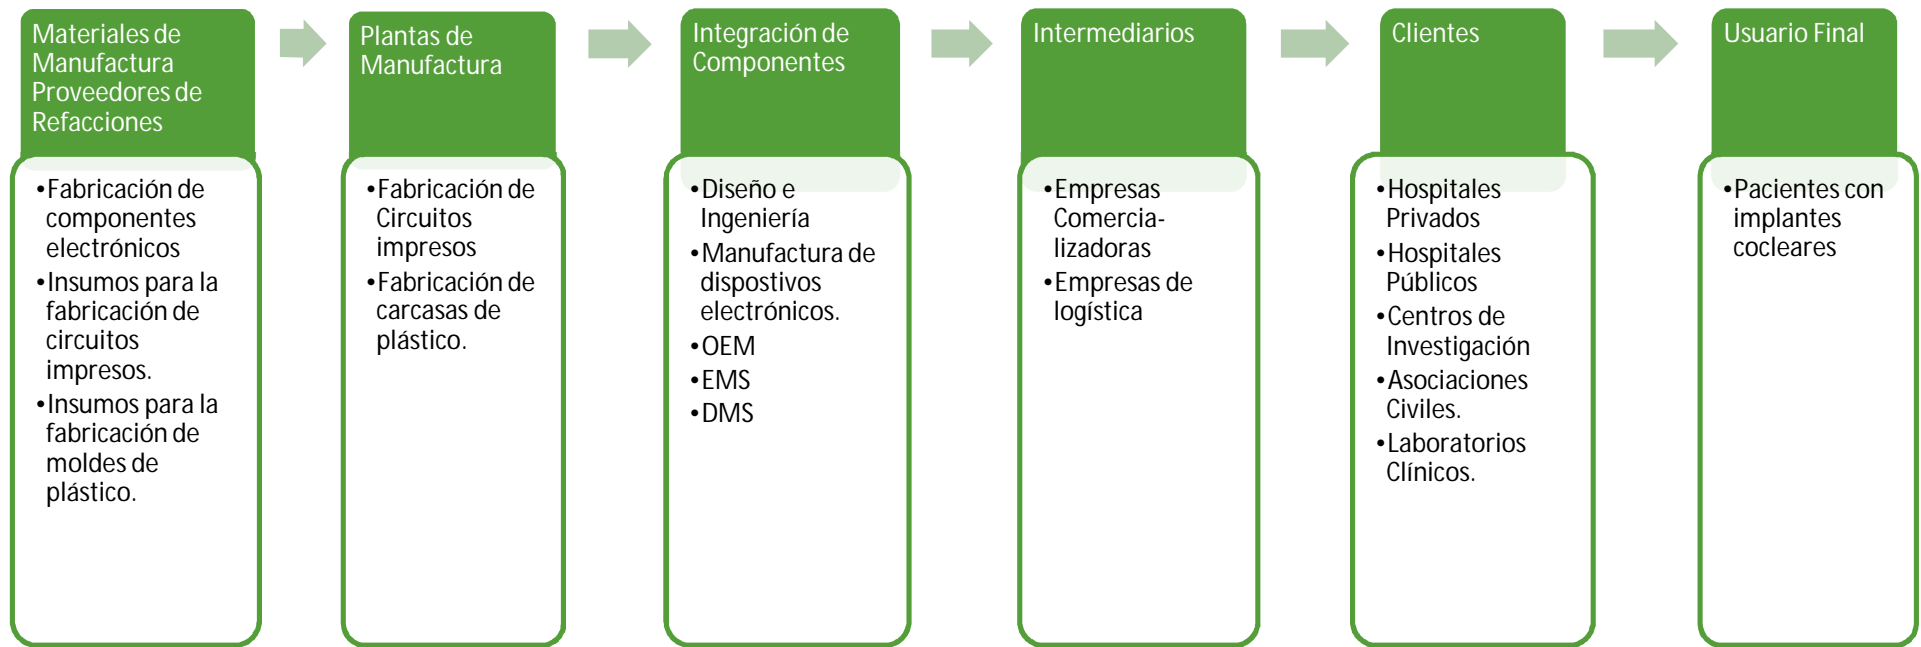 Materiales de
Manufactura
Proveedores de
Refacciones
•Fabricación de
componentes
electrónicos
•Insumos para la
fabricación de
circuitos
impresos.
•Insumos para la
fabricación de
moldes de
plástico.
Plantas de
Manufactura
•Fabricación de
Circuitos
impresos
•Fabricación de
carcasas de
plástico.
Integración de
Componentes
•Diseño e
Ingeniería
•Manufactura de
dispostivos
electrónicos.
•OEM
•EMS
•DMS
Intermediarios
•Empresas
Comercia-
lizadoras
•Empresas de
logística
Clientes
•Hospitales
Privados
•Hospitales
Públicos
•Centros de
Investigación
•Asociaciones
Civiles.
•Laboratorios
Clínicos.
Usuario Final
•Pacientes con
implantes
cocleares